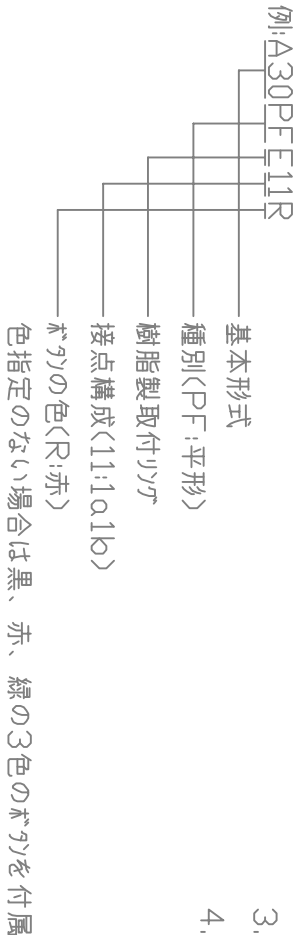 例:A30PFE11R
基本形式
種別(PF:平形)
樹脂製取付リング
接点構成(11:1a1b)
ボタンの色(R:赤)
色指定のない場合は黒、赤、緑の3色のボタンを付属
3.
4.